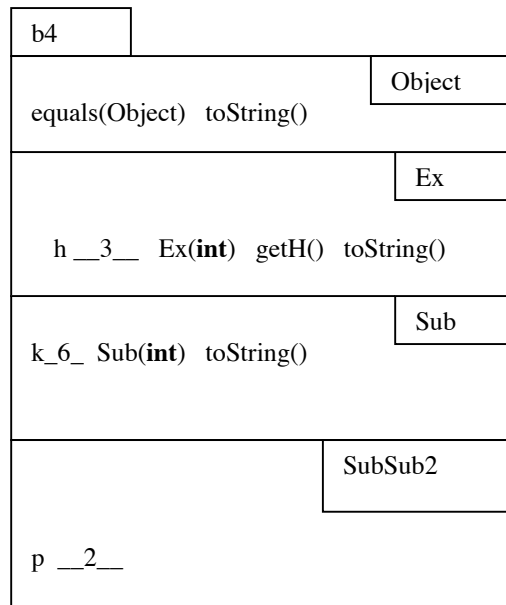 b4
Object
equals(Object) toString()
Ex
h __3__ Ex(int) getH() toString()
Sub
k_6_ Sub(int) toString()
SubSub2
p __2__